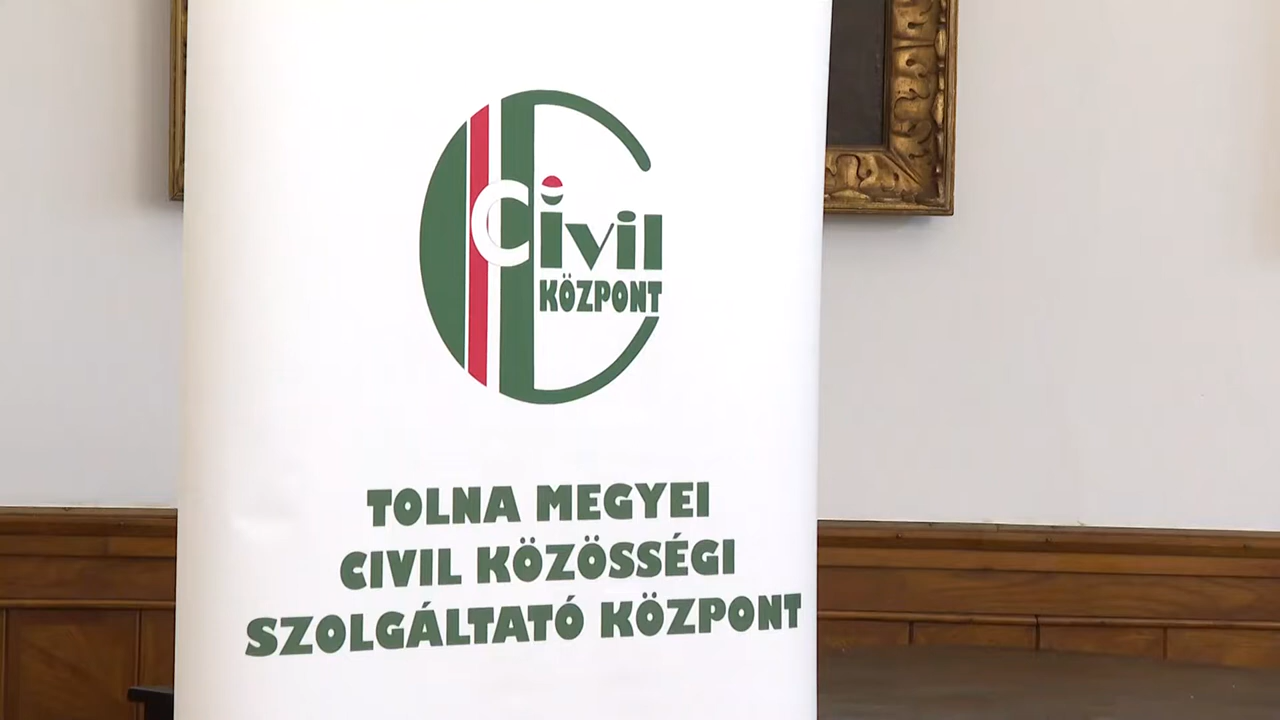 Civil
KÖZPONT
TOLNA MEGYEI
CIVIL KÖZÖSSÉGI
SZOLGÁLTATÓ KÖZPONT